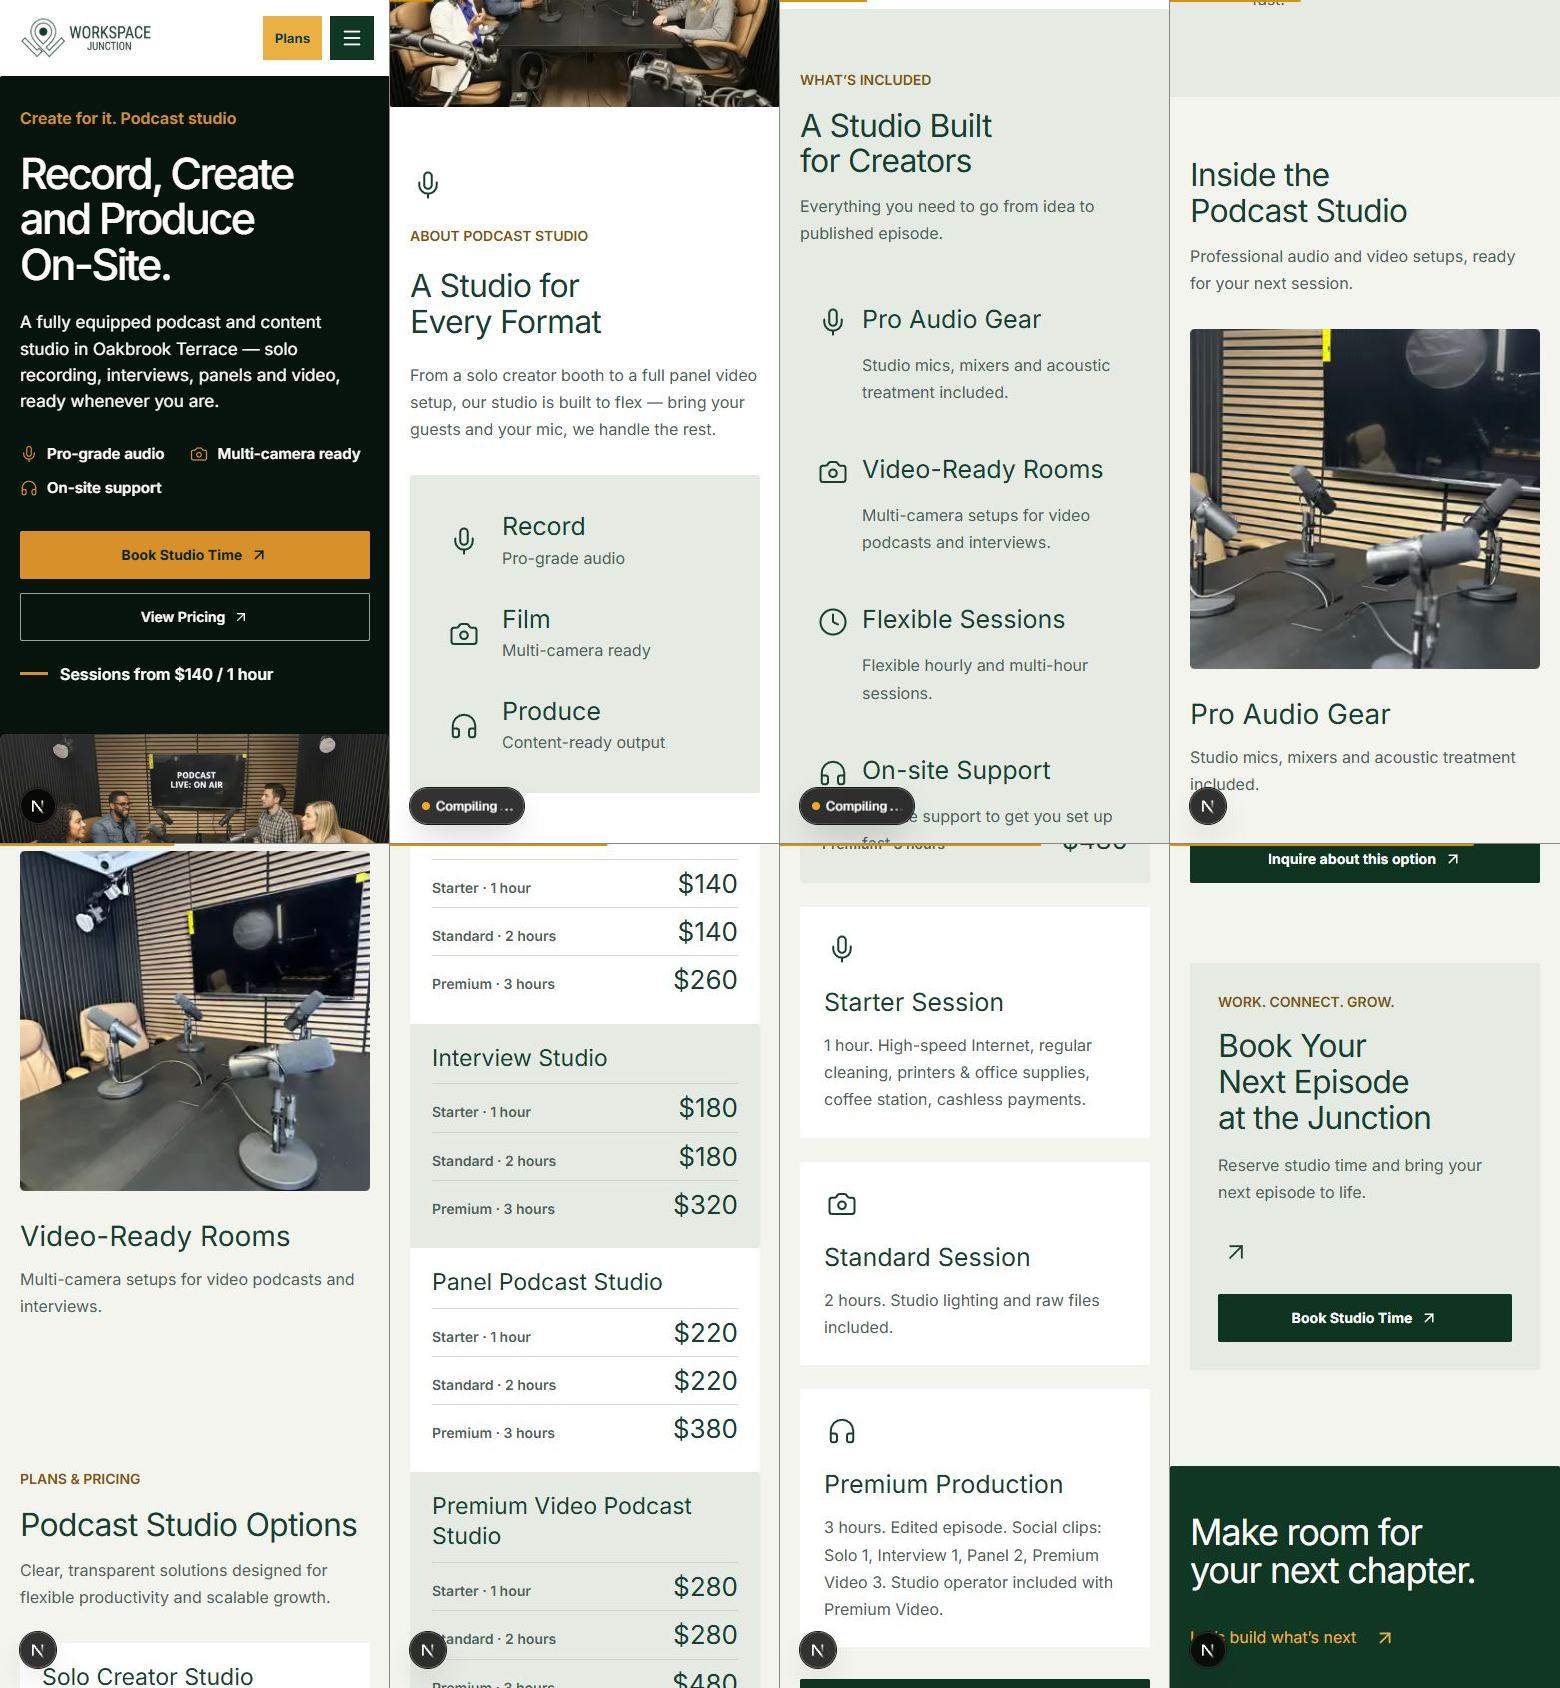 WORKSPACE
JUNCTION
Plans
Create for it. Podcast studio
Record, Create
and Produce
On-Site.
A fully equipped podcast and content
studio in Oakbrook Terrace — solo
recording, interviews, panels and video,
ready whenever you are.
Pro-grade audio
Multi-camera ready
On-site support
Book Studio Time
View Pricing
Sessions from $140 / 1 hour
PODCAST
LIVE: ON AIR
N
ABOUT PODCAST STUDIO
A Studio for
Every Format
From a solo creator booth to a full panel video
setup, our studio is built to flex — bring your
guests and your mic, we handle the rest.
Record
Pro-grade audio
Film
Multi-camera ready
Produce
Content-ready output
Compiling ...
WHAT'S INCLUDED
A Studio Built
for Creators
Everything you need to go from idea to
published episode.
Pro Audio Gear
Studio mics, mixers and acoustic
treatment included.
Video-Ready Rooms
Multi-camera setups for video
podcasts and interviews.
Flexible Sessions
Flexible hourly and multi-hour
sessions.
On-site Support
support to get you set up
fast.
Compiling ..
fast.
Inside the
Podcast Studio
Professional audio and video setups, ready
for your next session.
Pro Audio Gear
Studio mics, mixers and acoustic treatment
included.
N
Video-Ready Rooms
Multi-camera setups for video podcasts and
interviews.
PLANS & PRICING
Podcast Studio Options
Clear, transparent solutions designed for
flexible productivity and scalable growth.
N
Solo Creator Studio
Starter · 1 hour $140
Standard · 2 hours $140
Premium · 3 hours $260
Interview Studio
Starter · 1 hour $180
Standard · 2 hours $180
Premium · 3 hours $320
Panel Podcast Studio
Starter · 1 hour $220
Standard · 2 hours $220
Premium · 3 hours $380
Premium Video Podcast
Studio
Starter · 1 hour $280
Standard · 2 hours $280
Premium · 3 hours $480
N
Premium · 3 hours $480
Starter Session
1 hour. High-speed Internet, regular
cleaning, printers & office supplies,
coffee station, cashless payments.
Standard Session
2 hours. Studio lighting and raw files
included.
Premium Production
3 hours. Edited episode. Social clips:
Solo 1, Interview 1, Panel 2, Premium
Video 3. Studio operator included with
Premium Video.
N
Inquire about this option
WORK. CONNECT. GROW.
Book Your
Next Episode
at the Junction
Reserve studio time and bring your
next episode to life.
Book Studio Time
Make room for
your next chapter.
Let's build what's next
N